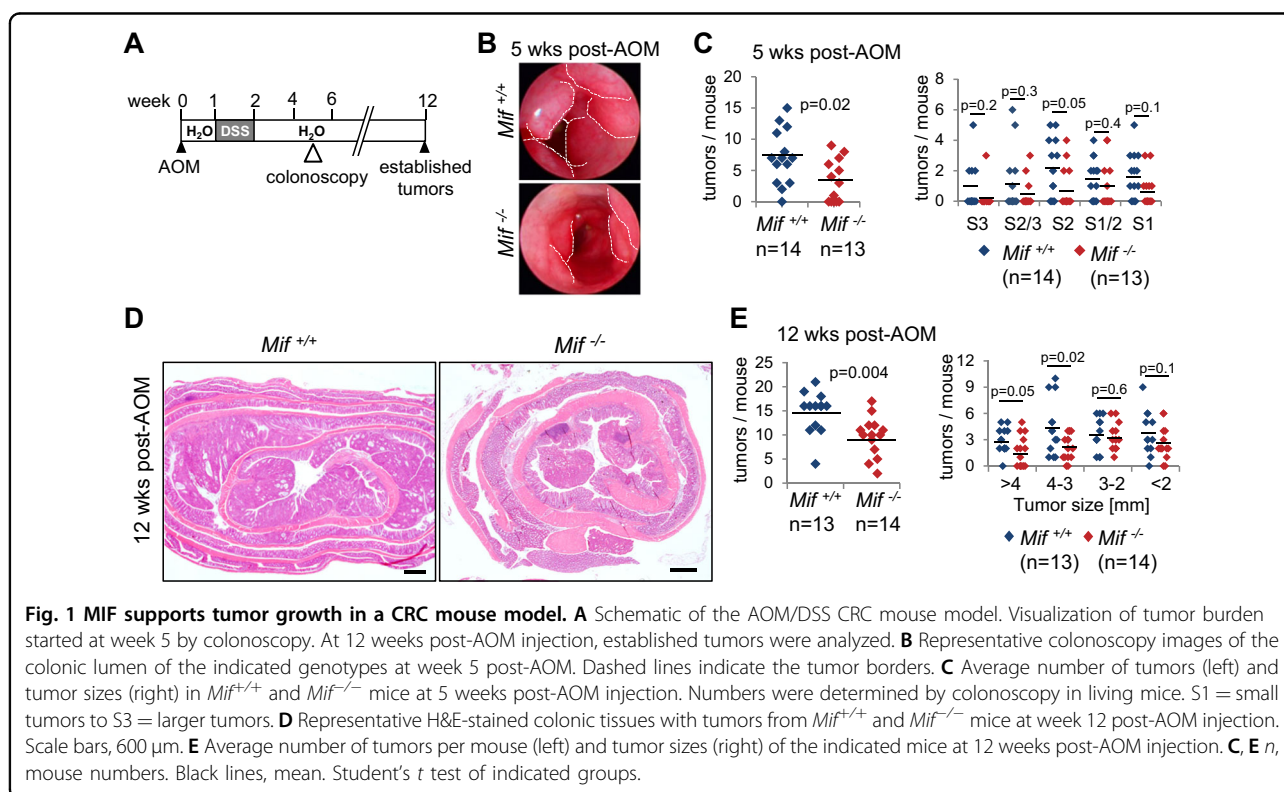 A
week 0 1 2 4 6 12
H₂O DSS H₂O
AOM colonoscopy established
tumors
B
5 wks post-AOM
Mif +/+
Mif -/-
C
5 wks post-AOM
tumors / mouse
20
15
10
5
0
p=0.02
Mif +/+ Mif -/-
n=14 n=13
tumors / mouse
8
6
4
2
0
p=0.2 p=0.3 p=0.05 p=0.4 p=0.1
S3 S2/3 S2 S1/2 S1
Mif +/+ Mif -/-
(n=14) (n=13)
D
Mif +/+ Mif -/-
12 wks post-AOM
E
12 wks post-AOM
tumors / mouse
25
20
15
10
5
0
p=0.004
Mif +/+ Mif -/-
n=13 n=14
tumors / mouse
12
9
6
3
0
p=0.05 p=0.02 p=0.6 p=0.1
>4 4-3 3-2 <2
Tumor size [mm]
Mif +/+ Mif -/-
(n=13) (n=14)
Fig. 1 MIF supports tumor growth in a CRC mouse model. A Schematic of the AOM/DSS CRC mouse model. Visualization of tumor burden
started at week 5 by colonoscopy. At 12 weeks post-AOM injection, established tumors were analyzed. B Representative colonoscopy images of the
colonic lumen of the indicated genotypes at week 5 post-AOM. Dashed lines indicate the tumor borders. C Average number of tumors (left) and
tumor sizes (right) in Mif+/+ and Mif−/− mice at 5 weeks post-AOM injection. Numbers were determined by colonoscopy in living mice. S1 = small
tumors to S3 = larger tumors. D Representative H&E-stained colonic tissues with tumors from Mif+/+ and Mif−/− mice at week 12 post-AOM injection.
Scale bars, 600 µm. E Average number of tumors per mouse (left) and tumor sizes (right) of the indicated mice at 12 weeks post-AOM injection. C, E n,
mouse numbers. Black lines, mean. Student's t test of indicated groups.